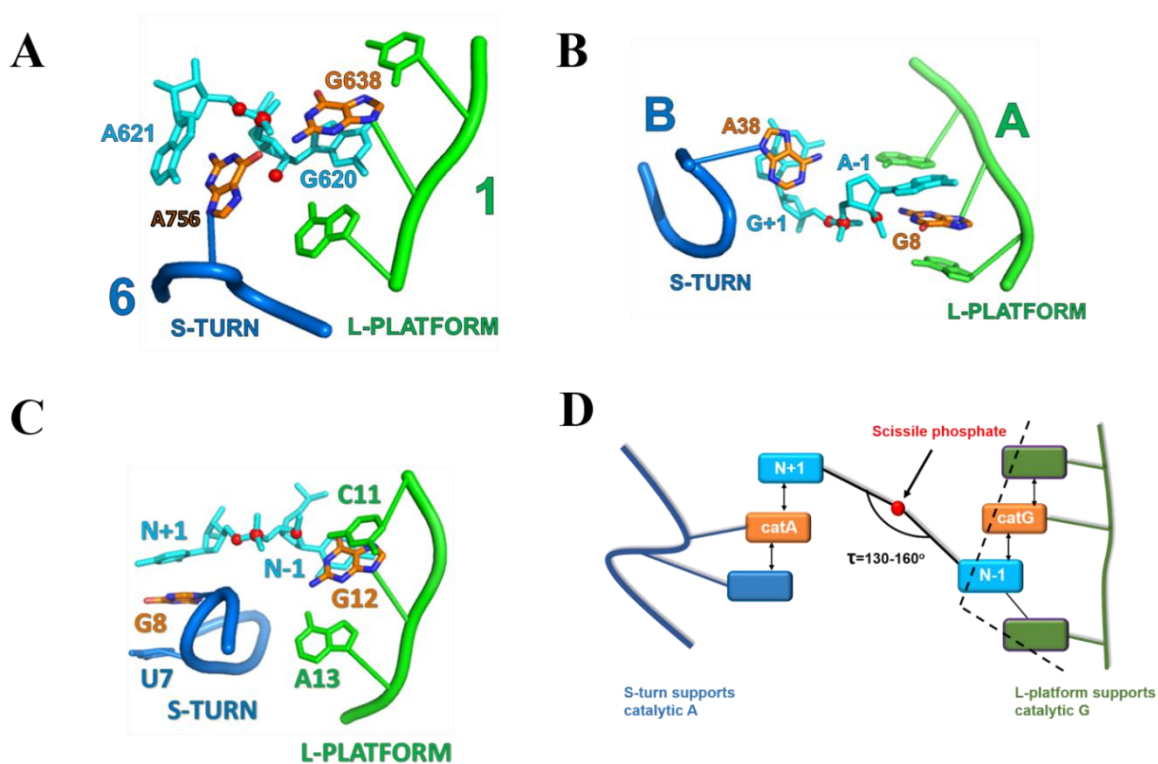 A
G638
A621
G620
1
A756
6
S-TURN
L-PLATFORM
B
B
A38
A
A-1
G+1
G8
S-TURN
L-PLATFORM
C
C11
N+1
N-1
G12
G8
A13
U7
S-TURN
L-PLATFORM
D
Scissile phosphate
N+1
catA
catG
τ=130-160°
N-1
S-turn supports
catalytic A
L-platform supports
catalytic G